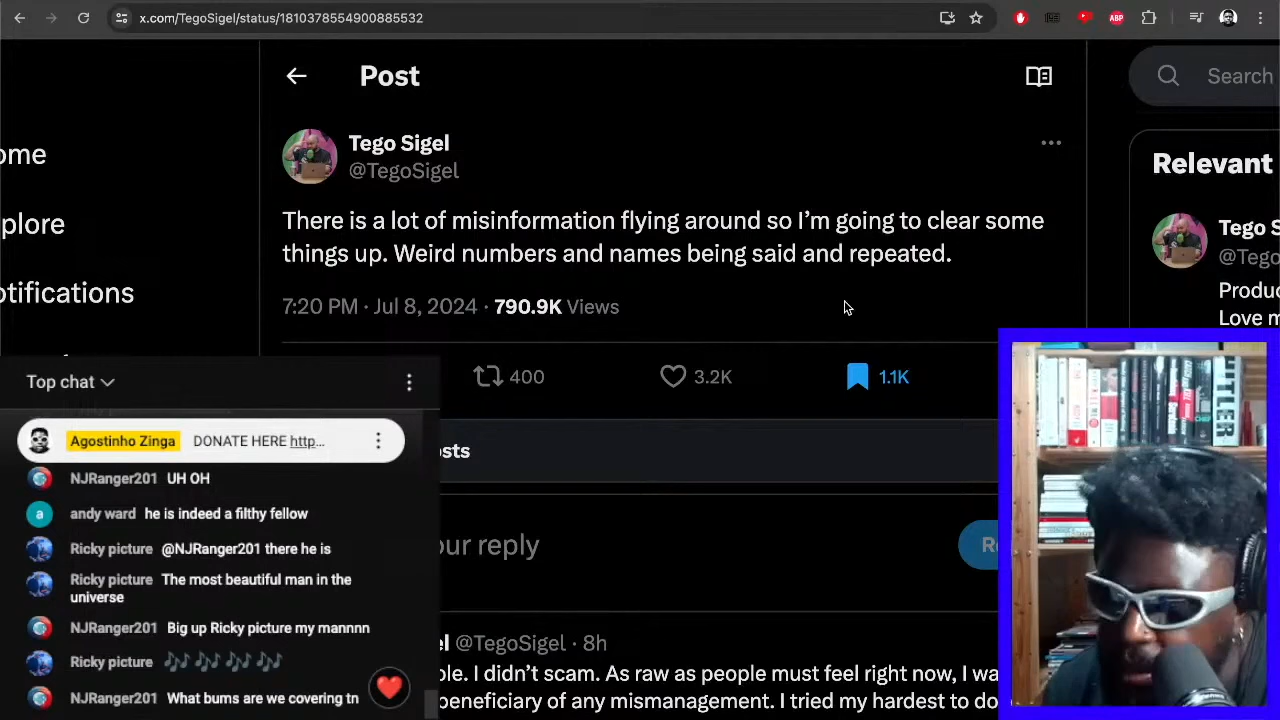 x.com/TegoSigel/status/1810378554900885532
ABP
Post
Search
ome
plore
otifications
Tego Sigel
@TegoSigel
There is a lot of misinformation flying around so I’m going to clear some
things up. Weird numbers and names being said and repeated.
7:20 PM · Jul 8, 2024 · 790.9K Views
400
3.2K
1.1K
Relevant
Tego S
@TegoS
Produc
Love m
osts
our reply
Re
el @TegoSigel · 8h
ple. I didn’t scam. As raw as people must feel right now, I wa
beneficiary of any mismanagement. I tried my hardest to do
Top chat
Agostinho Zinga DONATE HERE http...
NJRanger201 UH OH
a
andy ward he is indeed a filthy fellow
Ricky picture @NJRanger201 there he is
Ricky picture The most beautiful man in the
universe
NJRanger201 Big up Ricky picture my mannnn
Ricky picture 🎶 🎶 🎶 🎶
NJRanger201 What bums are we covering tn
HITLER